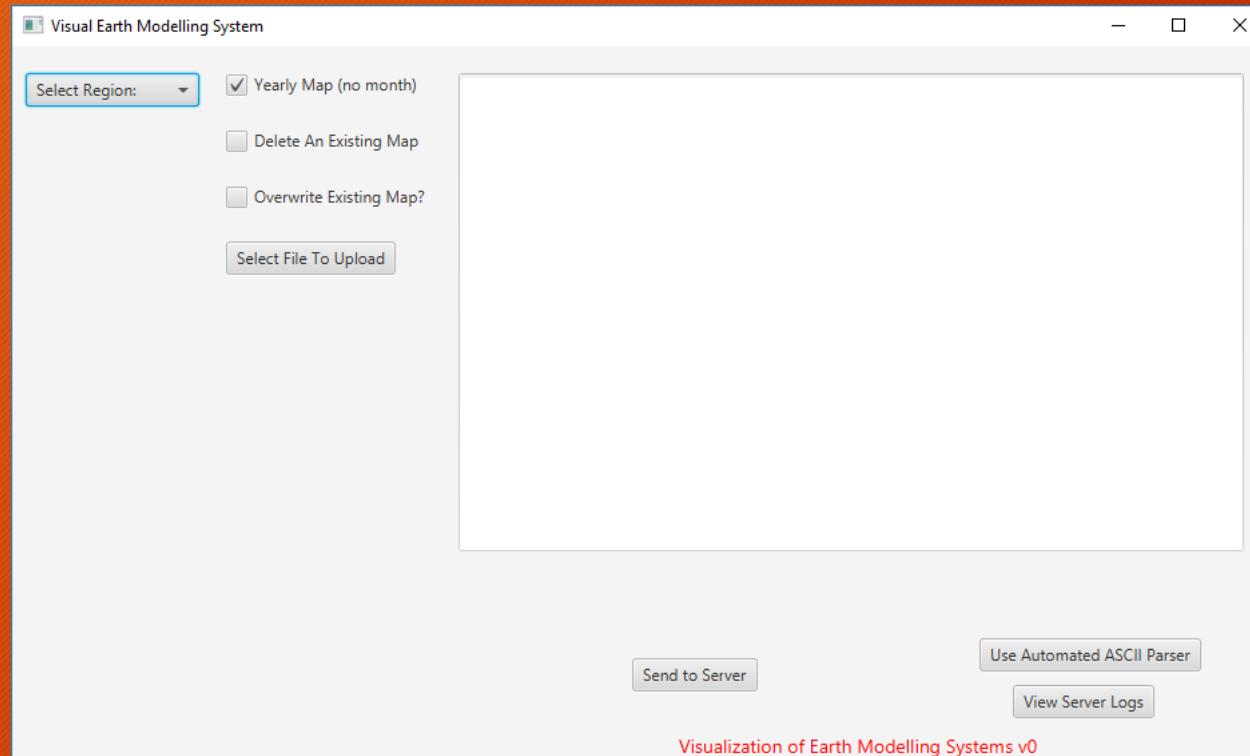 Visual Earth Modelling System
Select Region:
Yearly Map (no month)
Delete An Existing Map
Overwrite Existing Map?
Select File To Upload
Use Automated ASCII Parser
Send to Server
View Server Logs
Visualization of Earth Modelling Systems v0